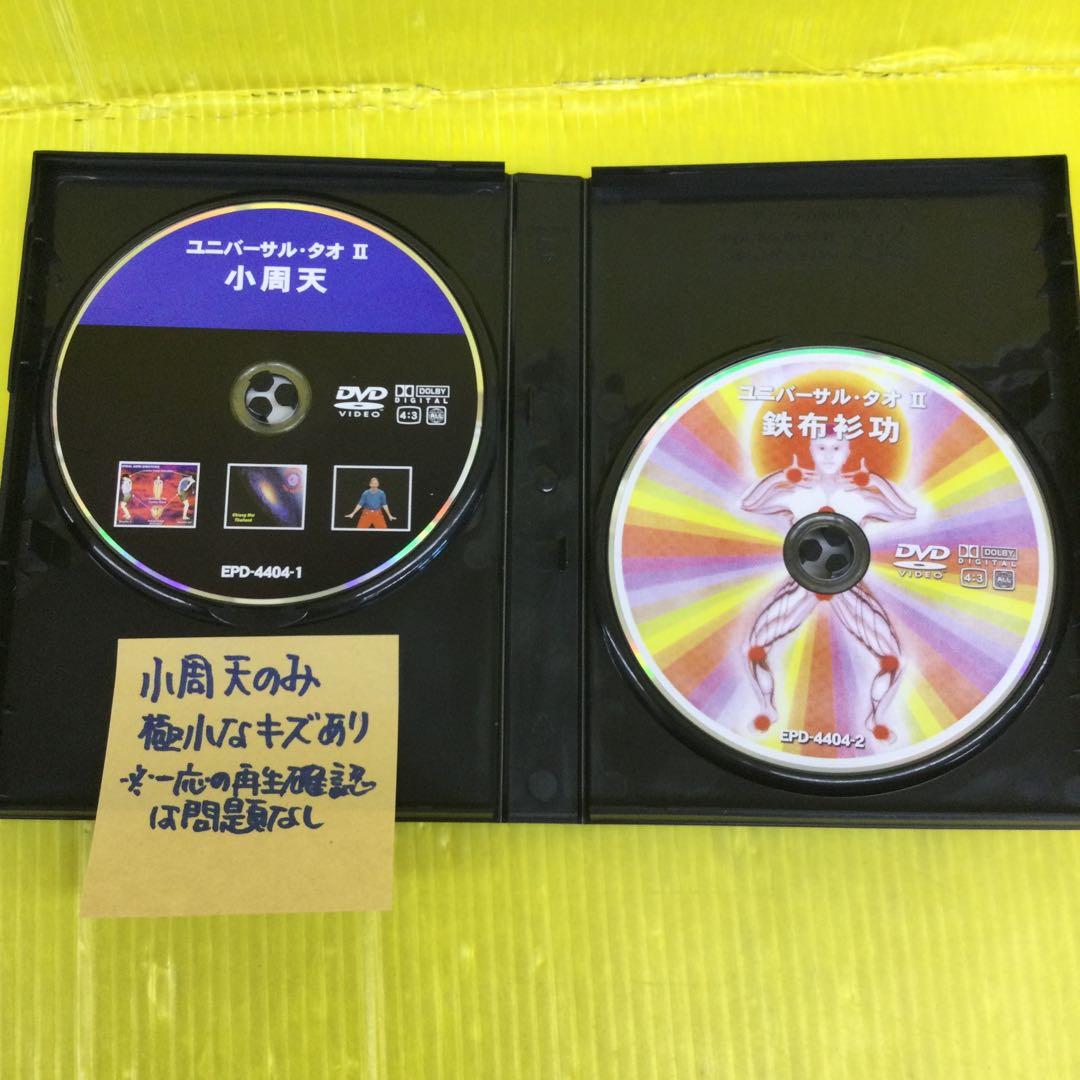 ユニバーサル・タオ II
小周天
DVD
VIDEO
DOLBY
DIGITAL
4:3
ALL
Chiang Mai
Thailand
EPD-4404-1
ユニバーサル・タオ II
鉄布衫功
DVD
VIDEO
DOLBY
DIGITAL
4:3
ALL
EPD-4404-2
小周天のみ
極小なキズあり
※一応の再生確認
は問題なし